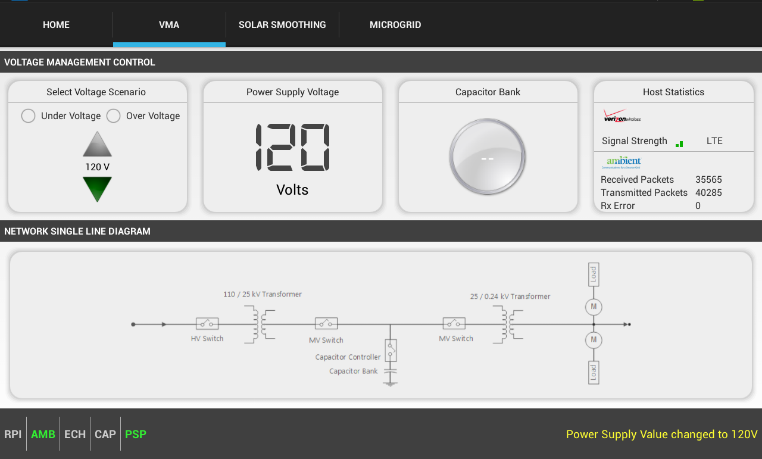 HOME VMA SOLAR SMOOTHING MICROGRID
VOLTAGE MANAGEMENT CONTROL
Select Voltage Scenario
Under Voltage Over Voltage
120 V
Power Supply Voltage
120
Volts
Capacitor Bank
--
Host Statistics
verizon wireless
Signal Strength LTE
ambient
Received Packets 35565
Transmitted Packets 40285
Rx Error 0
NETWORK SINGLE LINE DIAGRAM
110 / 25 kV Transformer
25 / 0.24 kV Transformer
Load
M
HV Switch
MV Switch
MV Switch
M
Capacitor Controller
Capacitor Bank
Load
RPI AMB ECH CAP PSP
Power Supply Value changed to 120V